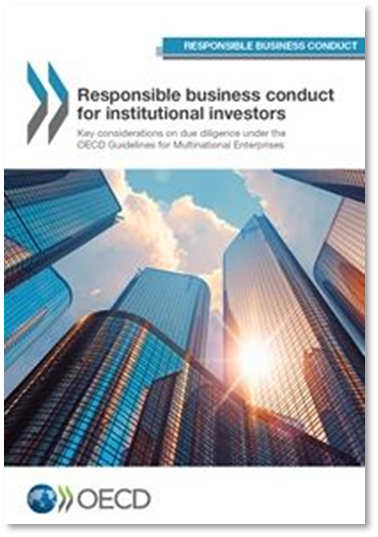 RESPONSIBLE BUSINESS CONDUCT
Responsible business conduct
for institutional investors
Key considerations on due diligence under the
OECD Guidelines for Multinational Enterprises
OECD